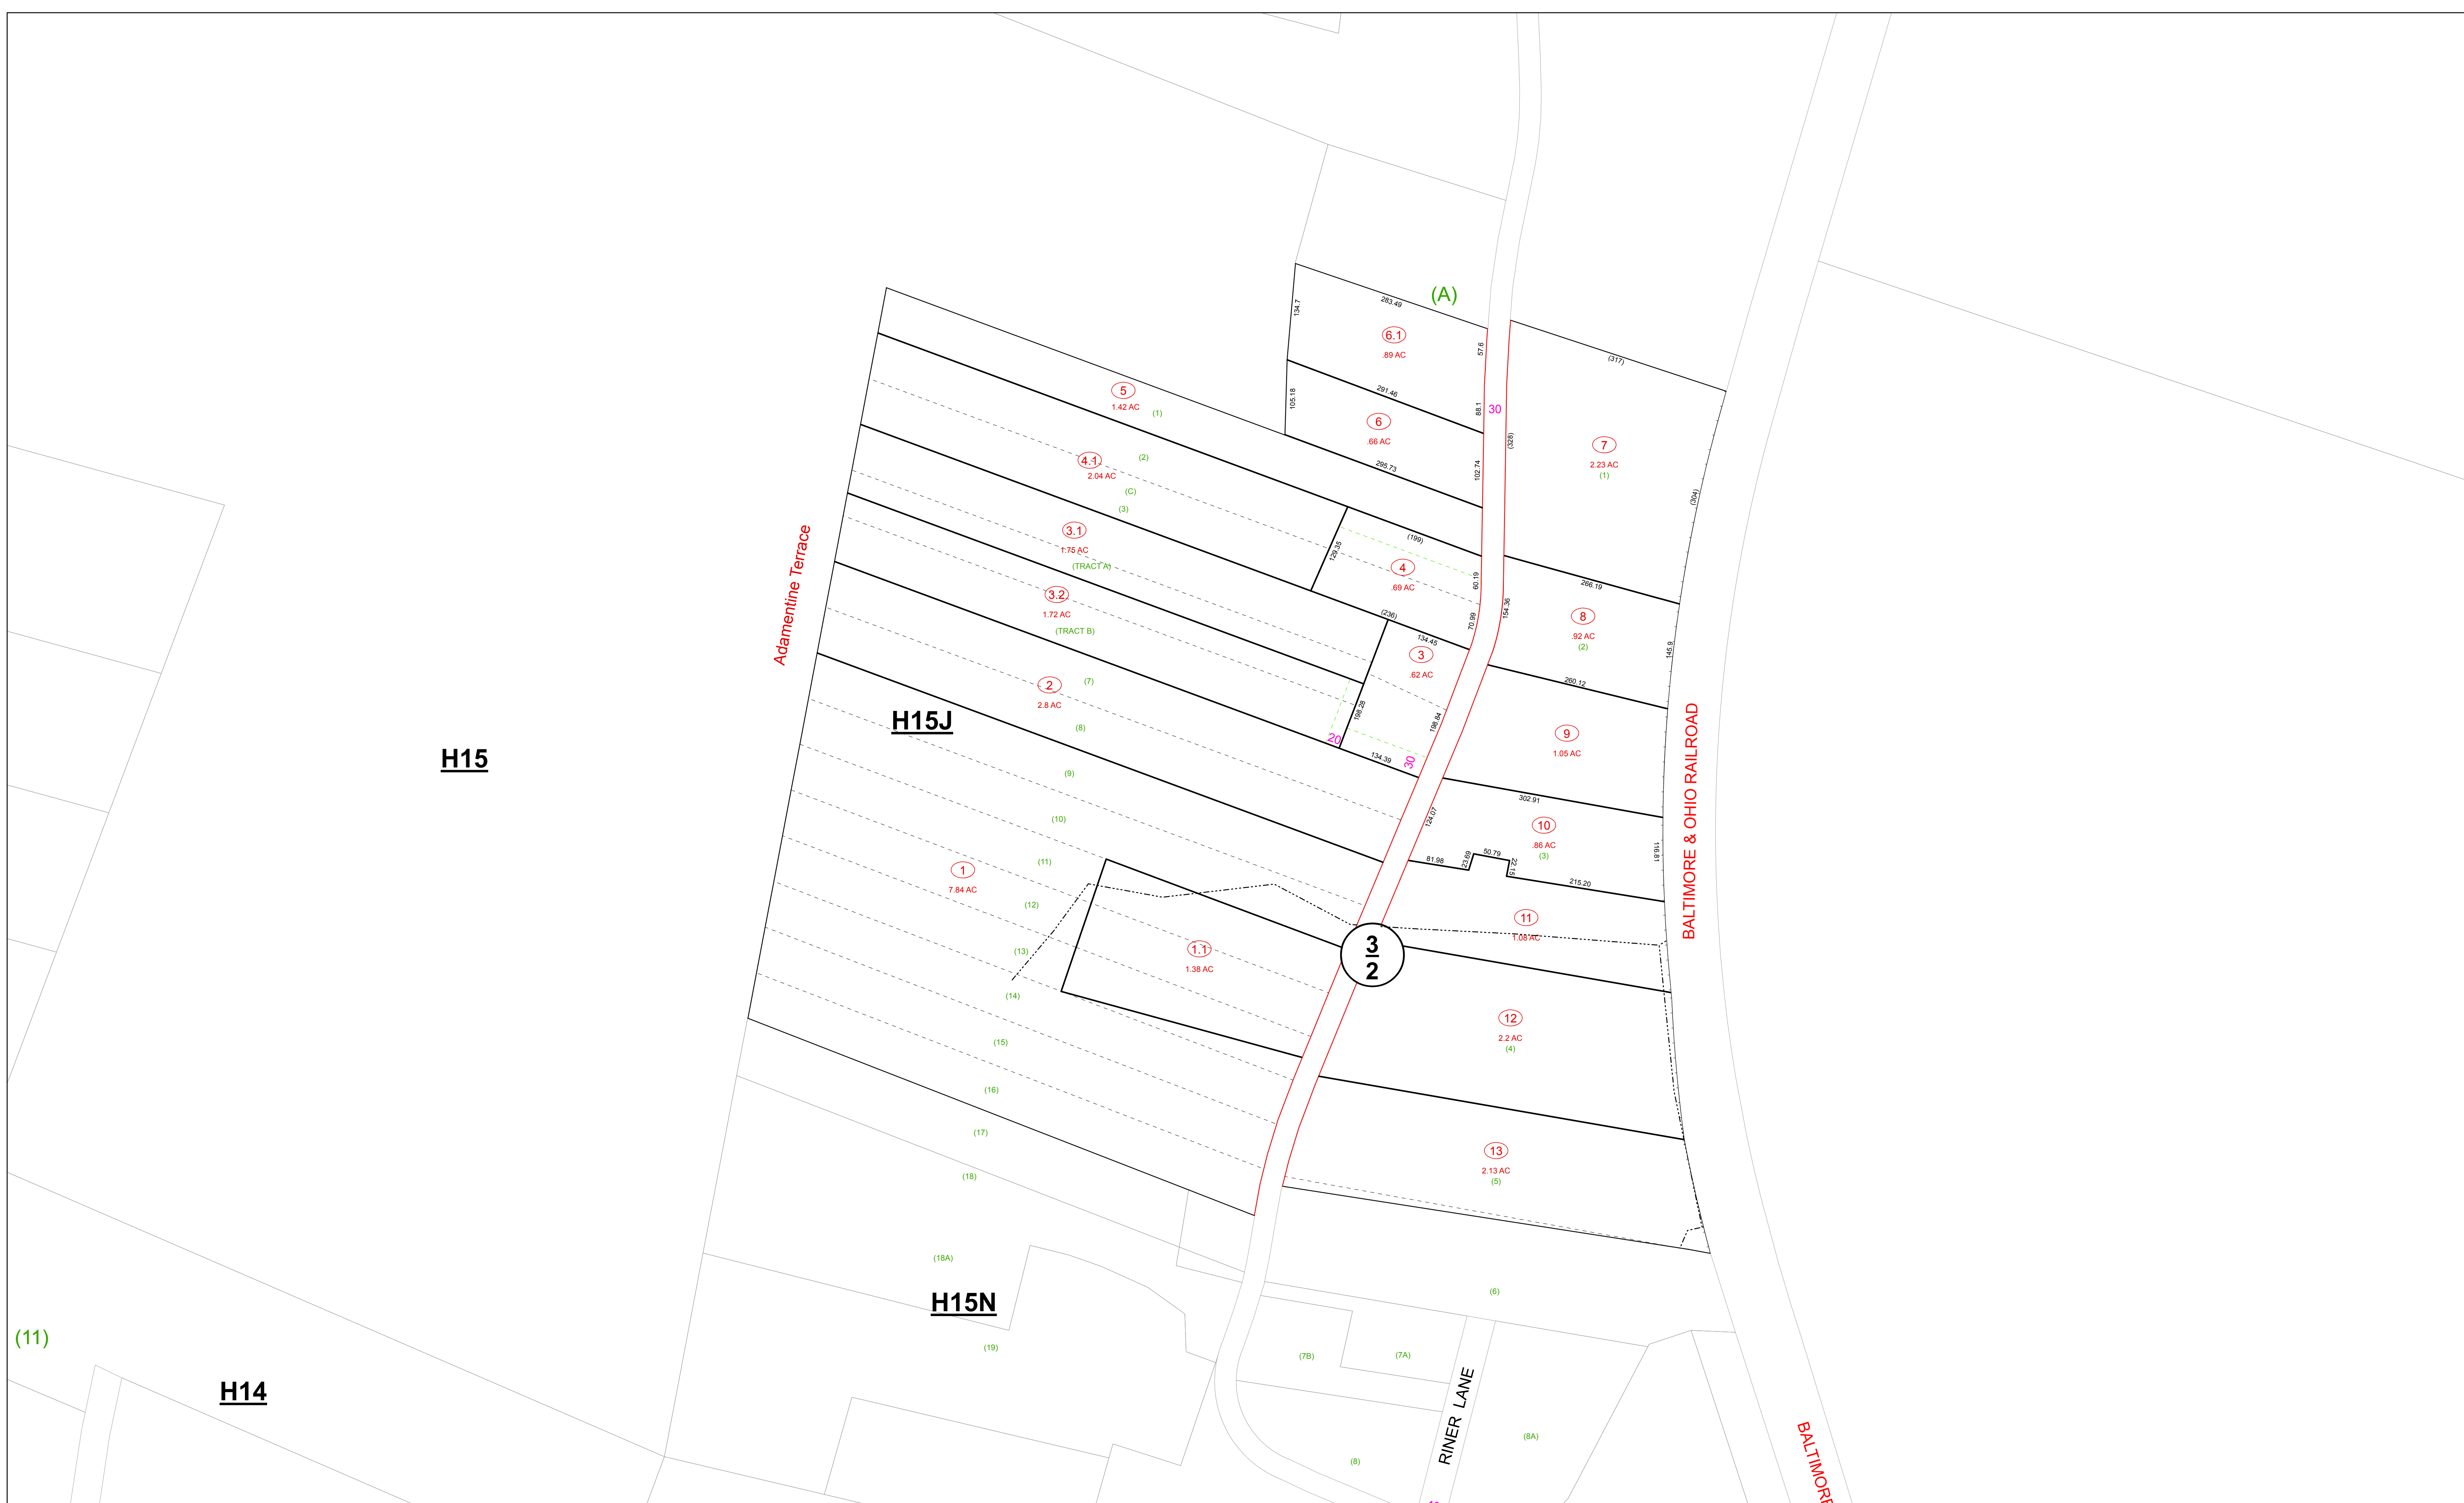 (A)
283.49
134.7
6.1
.89 AC
57.6
(317)
291.46
105.18
88.1
30
5
1.42 AC
(1)
6
.66 AC
(328)
7
2.23 AC
(1)
295.73
102.74
(2)
4.1
2.04 AC
(C)
(3)
(304)
3.1
1.75 AC
(TRACT A)
129.35
(199)
4
.69 AC
60.19
266.19
Adamentine Terrace
3.2
1.72 AC
(TRACT B)
(236)
134.45
70.99
154.36
8
.92 AC
(2)
145.9
3
.62 AC
(7)
2
2.8 AC
260.12
H15J
(8)
198.28
198.84
20
134.39
30
9
1.05 AC
H15
BALTIMORE & OHIO RAILROAD
(9)
302.91
(10)
124.07
10
.86 AC
(3)
116.81
(11)
81.98
23.69
50.79
22.15
215.20
1
7.84 AC
(12)
11
1.08 AC
(13)
1.1
1.38 AC
3
2
(14)
12
2.2 AC
(4)
(15)
(16)
(17)
13
2.13 AC
(5)
(18)
(18A)
H15N
(6)
(11)
(19)
(7B)
(7A)
H14
RINER LANE
(8A)
(8)
BALTIMORE